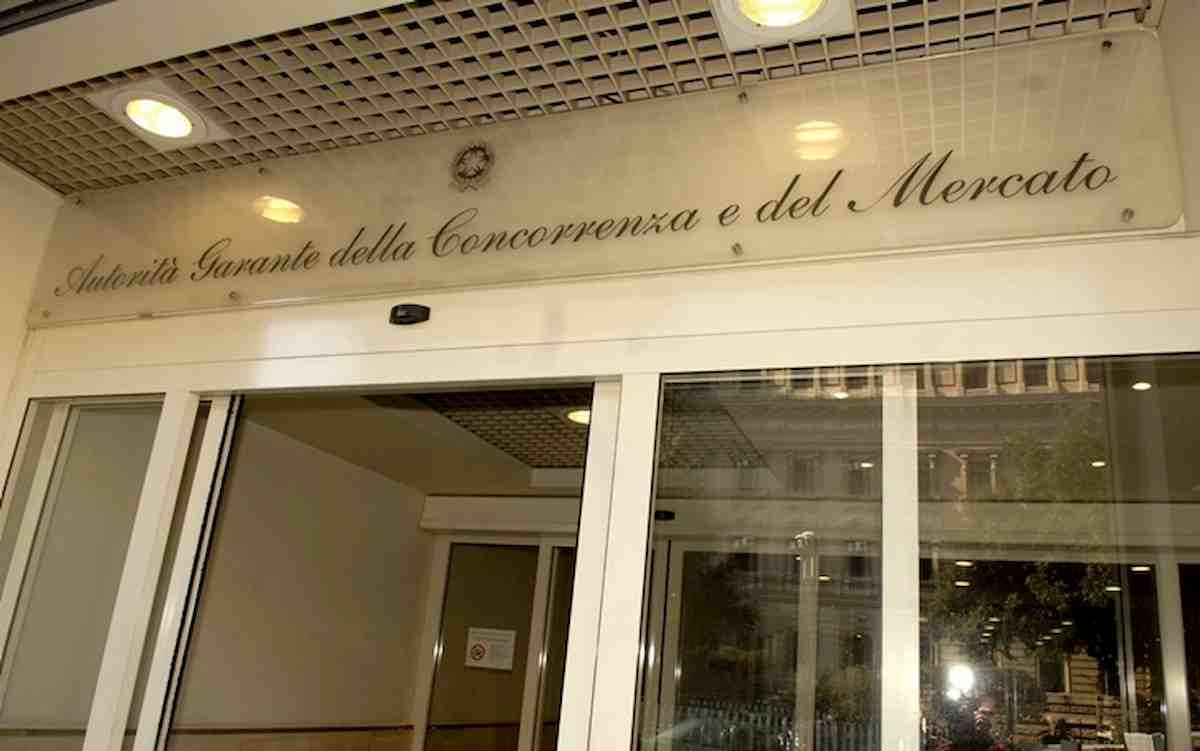 Autorità Garante della Concorrenza e del Mercato